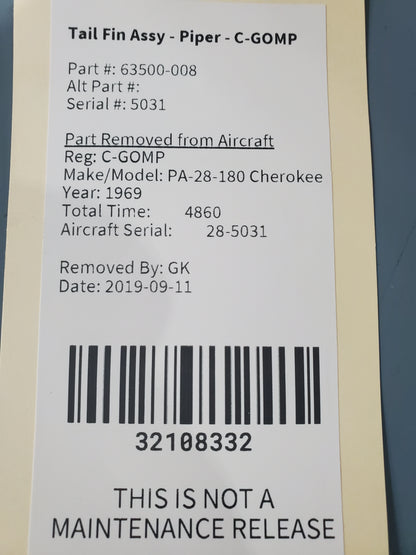 Tail Fin Assy - Piper - C-GOMP
Part #: 63500-008
Alt Part #:
Serial #: 5031
Part Removed from Aircraft
Reg: C-GOMP
Make/Model: PA-28-180 Cherokee
Year: 1969
Total Time: 4860
Aircraft Serial: 28-5031
Removed By: GK
Date: 2019-09-11
32108332
THIS IS NOT A
MAINTENANCE RELEASE